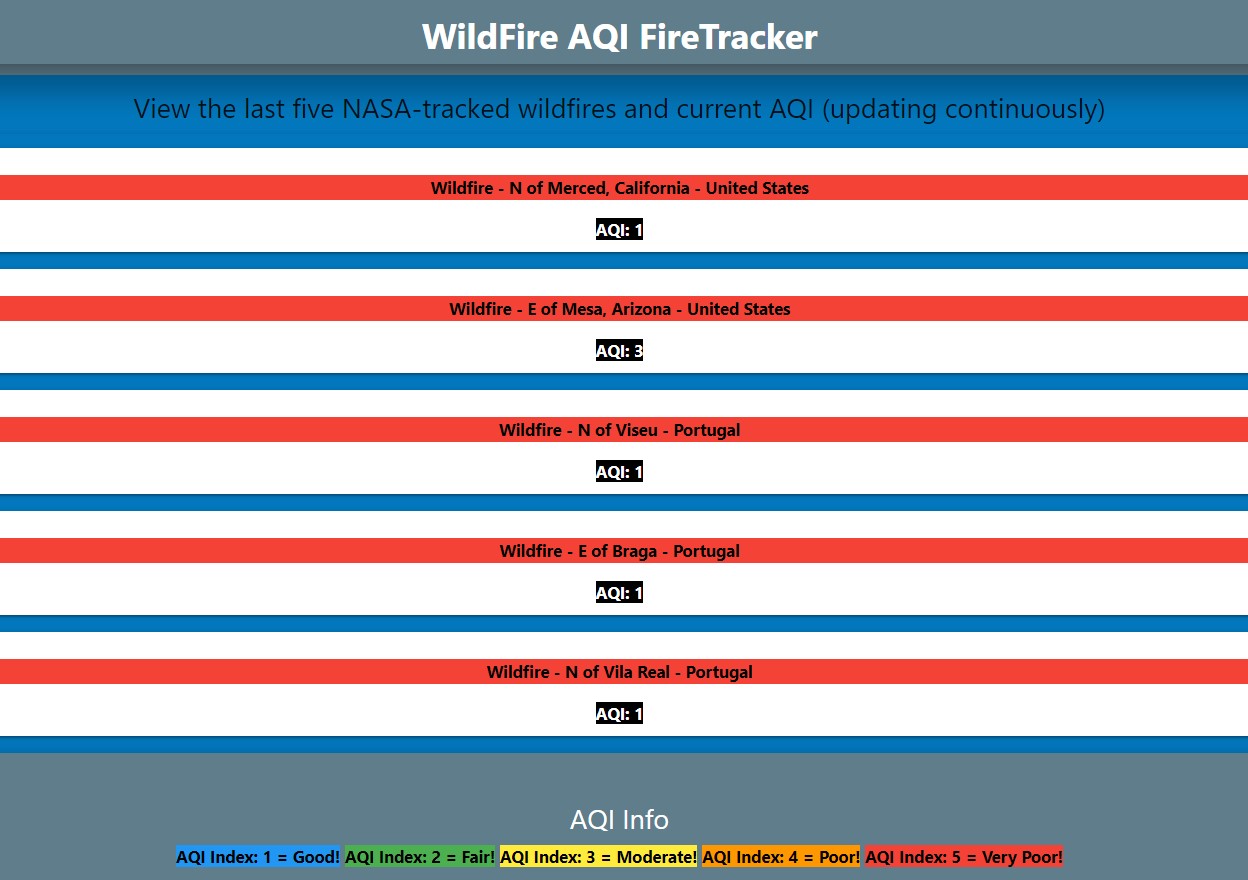 WildFire AQI FireTracker
View the last five NASA-tracked wildfires and current AQI (updating continuously)
Wildfire - N of Merced, California - United States
AQI: 1
Wildfire - E of Mesa, Arizona - United States
AQI: 3
Wildfire - N of Viseu - Portugal
AQI: 1
Wildfire - E of Braga - Portugal
AQI: 1
Wildfire - N of Vila Real - Portugal
AQI: 1
AQI Info
AQI Index: 1 = Good! AQI Index: 2 = Fair! AQI Index: 3 = Moderate! AQI Index: 4 = Poor! AQI Index: 5 = Very Poor!